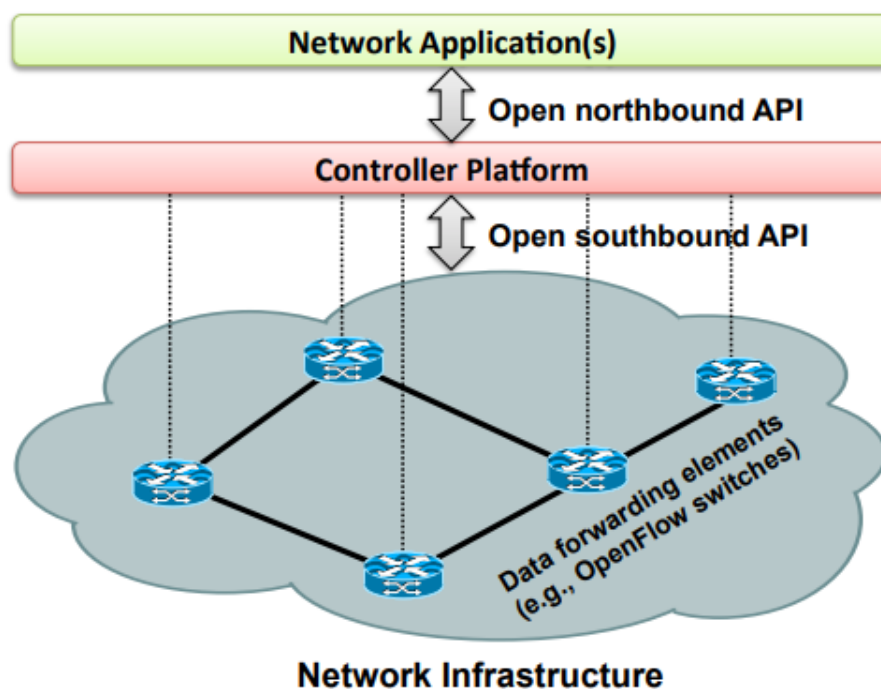 Network Application(s)
Open northbound API
Controller Platform
Open southbound API
Data forwarding elements
(e.g., OpenFlow switches)
Network Infrastructure